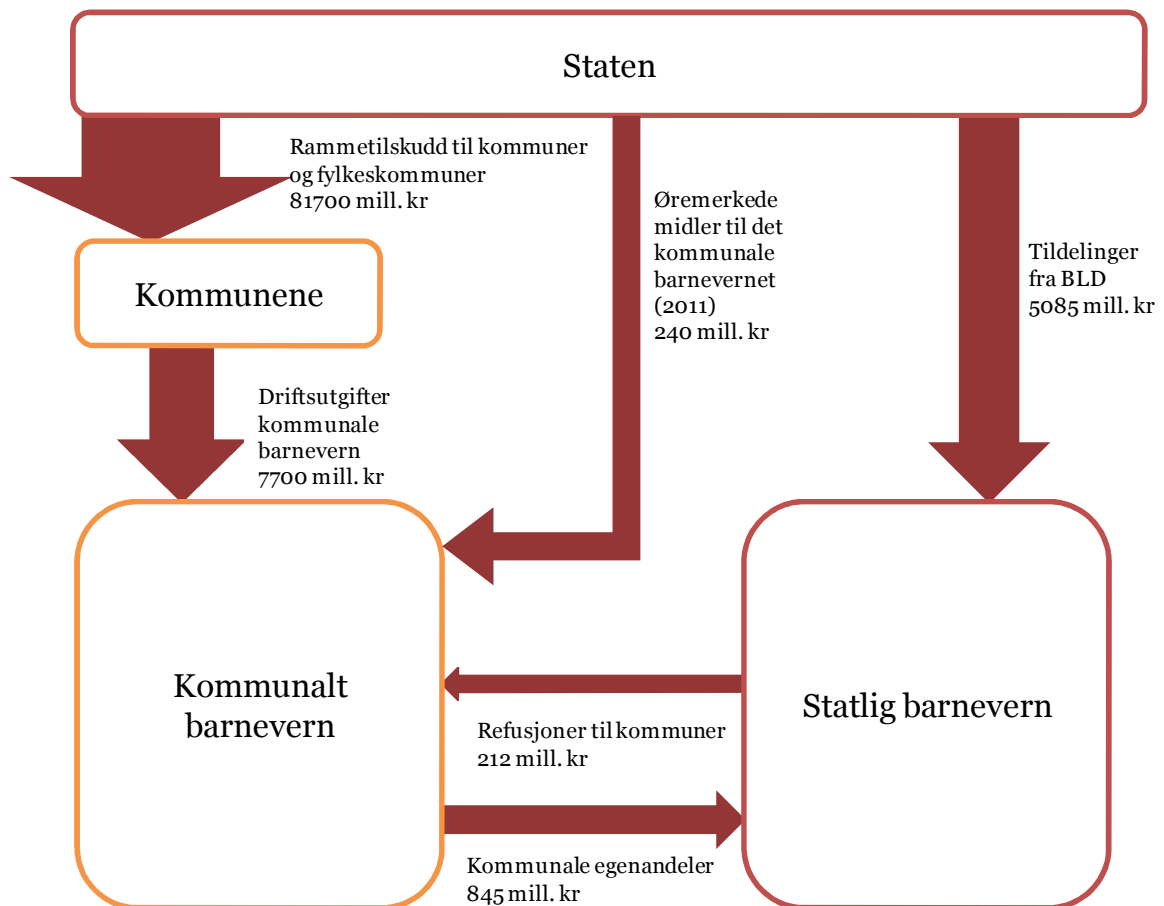 Staten
Rammetilskudd til kommuner
og fylkeskommuner
81700 mill. kr
Øremerkede
midler til det
kommunale
barnevernet
(2011)
240 mill. kr
Tildelinger
fra BLD
5085 mill. kr
Kommunene
Driftsutgifter
kommunale
barnevern
7700 mill. kr
Kommunalt
barnevern
Statlig barnevern
Refusjoner til kommuner
212 mill. kr
Kommunale egenandeler
845 mill. kr